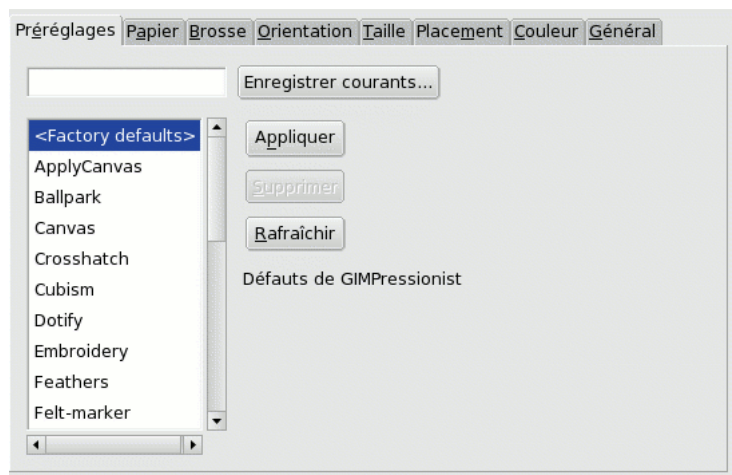 Préréglages Papier Brosse Orientation Taille Placement Couleur Général
Enregistrer courants...
<Factory defaults>
ApplyCanvas
Ballpark
Canvas
Crosshatch
Cubism
Dotify
Embroidery
Feathers
Felt-marker
Appliquer
Supprimer
Rafraîchir
Défauts de GIMPressionist